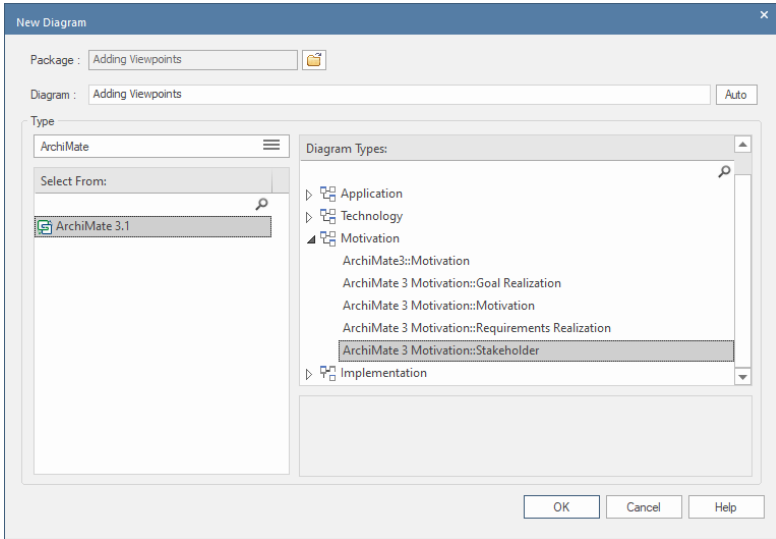 New Diagram
Package : Adding Viewpoints
Diagram : Adding Viewpoints Auto
Type
ArchiMate
Diagram Types:
Select From:
ArchiMate 3.1
Application
Technology
Motivation
ArchiMate3::Motivation
ArchiMate 3 Motivation::Goal Realization
ArchiMate 3 Motivation::Motivation
ArchiMate 3 Motivation::Requirements Realization
ArchiMate 3 Motivation::Stakeholder
Implementation
OK Cancel Help